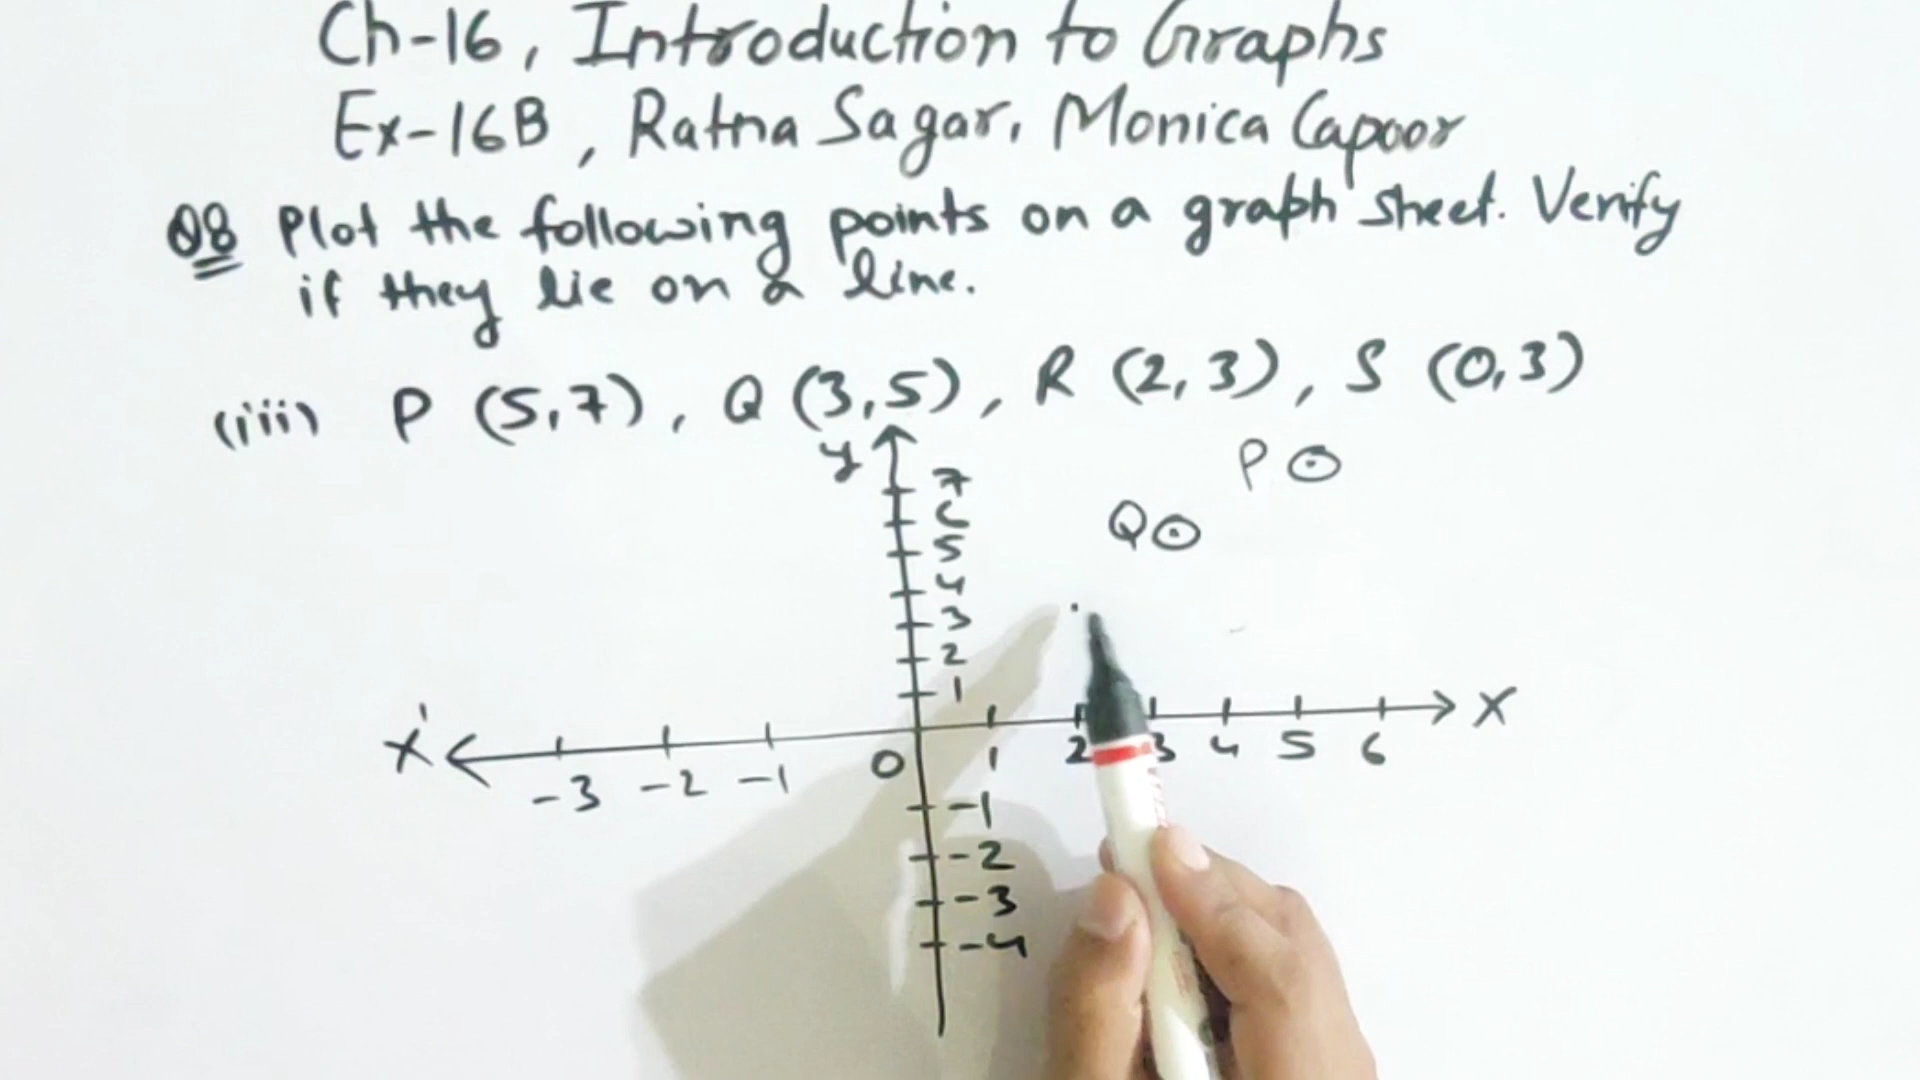 Ch-16, Introduction to Graphs
Ex-16B, Ratna Sagar, Monica Capoor
Q8 Plot the following points on a graph sheet. Verify
if they lie on a line.
(iii) P (5,7), Q (3,5), R (2,3), S (0,3)
y
P
7
Q
6
5
4
3
2
1
X' X
0 1 2 3 4 5 6
-3 -2 -1
-1
-2
-3
-4